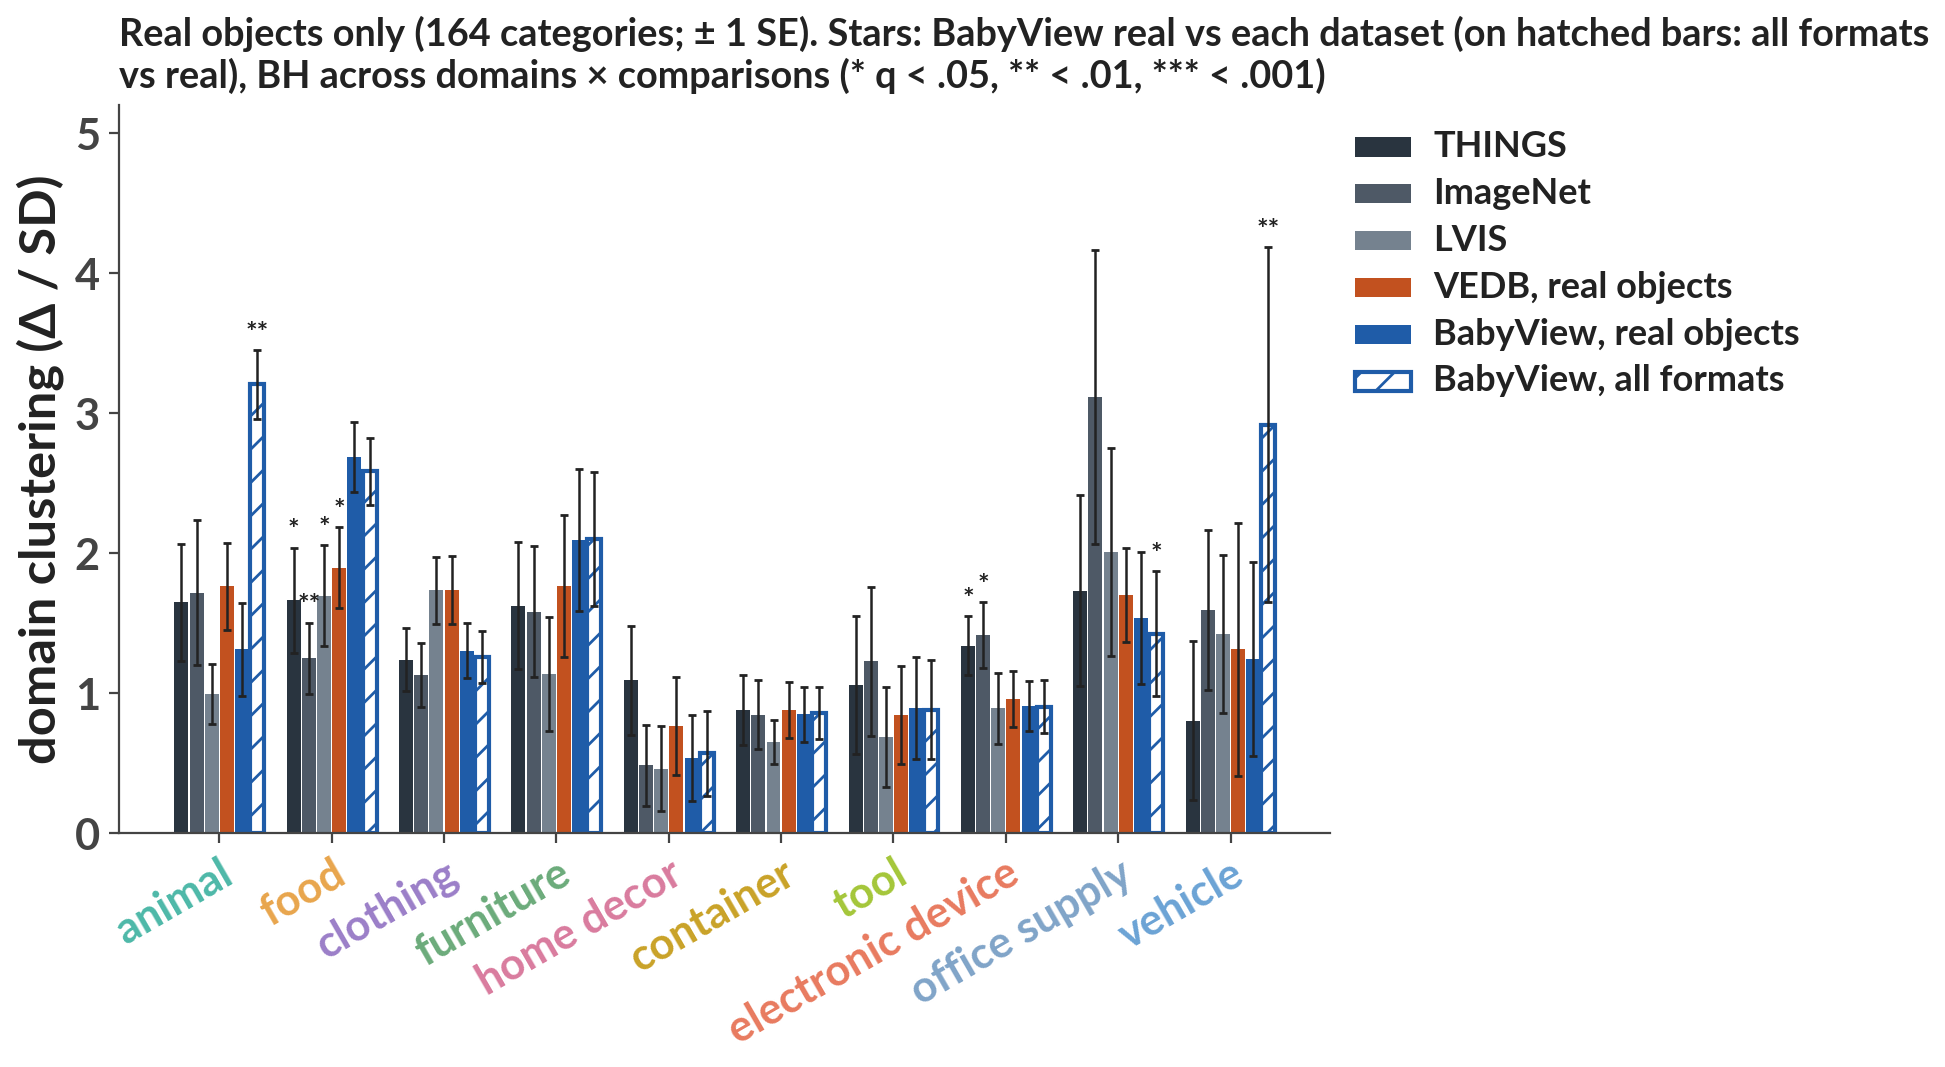 Real objects only (164 categories; ± 1 SE). Stars: BabyView real vs each dataset (on hatched bars: all formats
vs real), BH across domains × comparisons (* q < .05, ** < .01, *** < .001)
domain clustering (Δ / SD)
5
4
3
2
1
0
**
*
**
*
*
*
*
*
**
THINGS
ImageNet
LVIS
VEDB, real objects
BabyView, real objects
BabyView, all formats
animal
food
clothing
furniture
home decor
container
tool
electronic device
office supply
vehicle